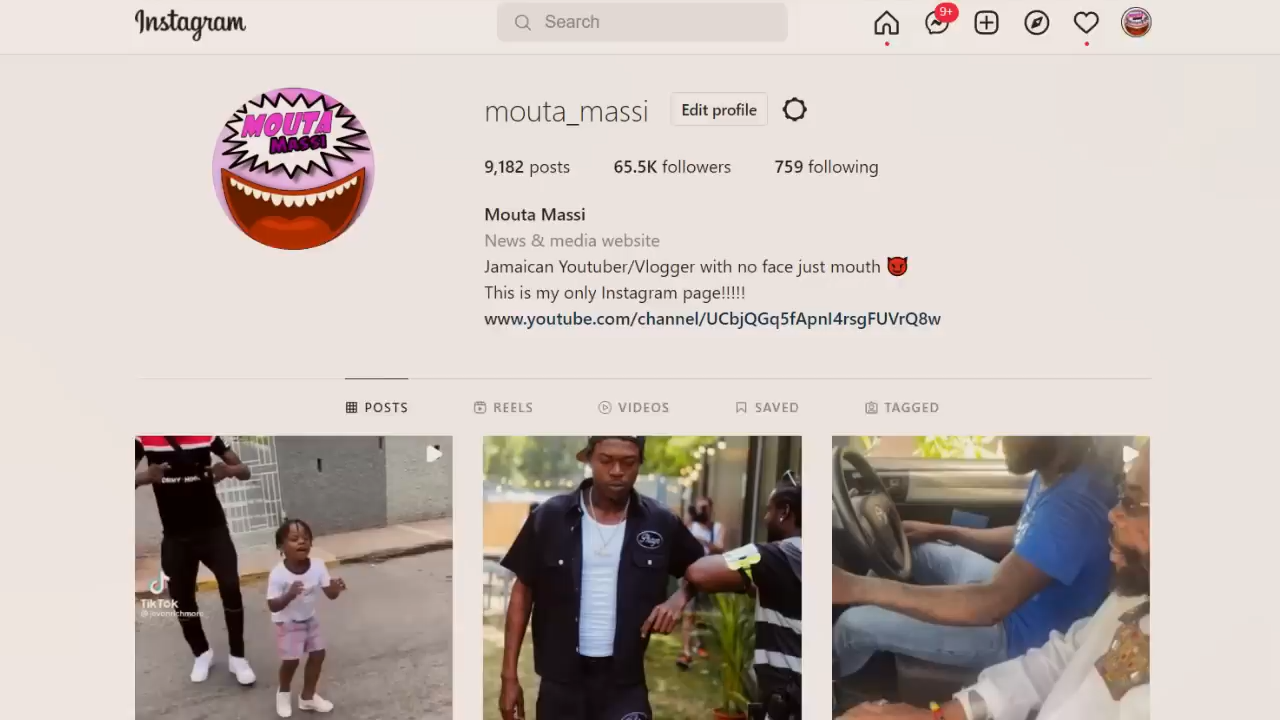 Instagram
Search
9+
MOUTA
MASSI
mouta_massi
Edit profile
9,182 posts
65.5K followers
759 following
Mouta Massi
News & media website
Jamaican Youtuber/Vlogger with no face just mouth 😈
This is my only Instagram page!!!!!
www.youtube.com/channel/UCbjQGq5fApnI4rsgFUVrQ8w
POSTS
REELS
VIDEOS
SAVED
TAGGED
TikTok